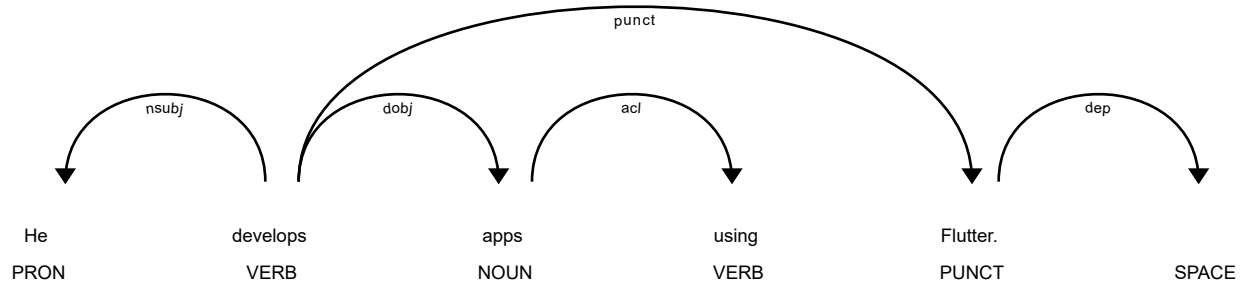 punct
nsubj dobj acl dep
He develops apps using Flutter.
PRON VERB NOUN VERB PUNCT SPACE